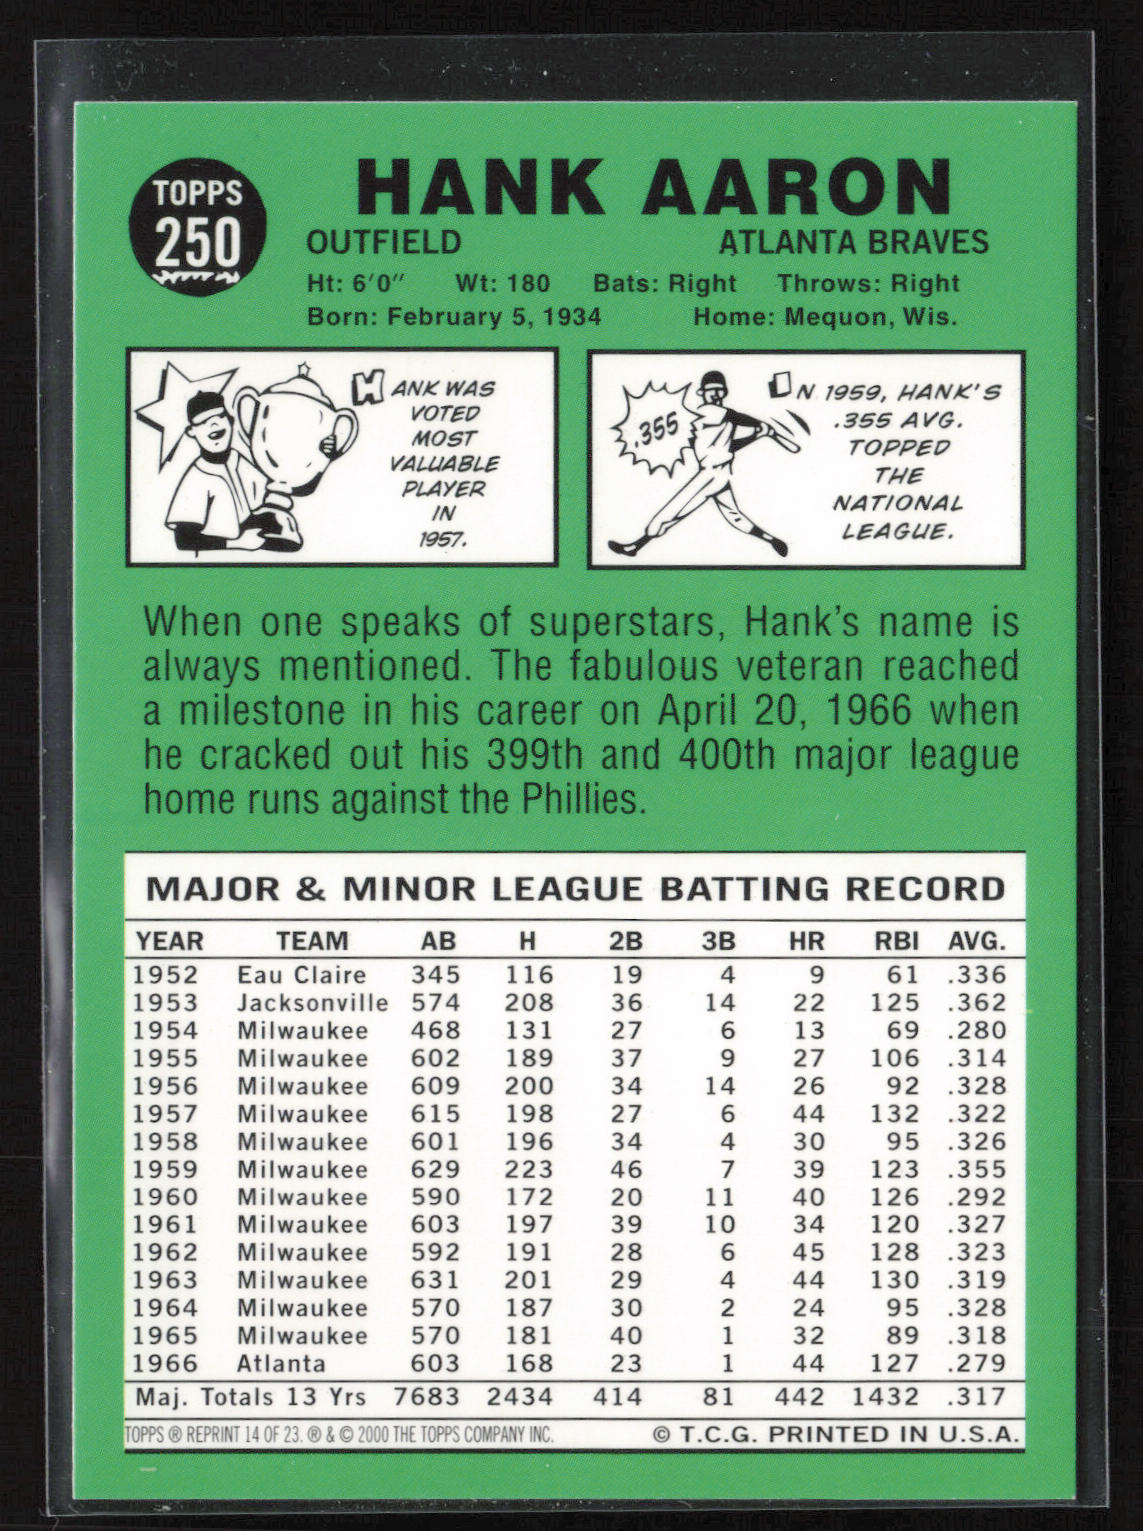 TOPPS
250
HANK AARON
OUTFIELD ATLANTA BRAVES
Ht: 6'0" Wt: 180 Bats: Right Throws: Right
Born: February 5, 1934 Home: Mequon, Wis.
HANK WAS
VOTED
MOST
VALUABLE
PLAYER
IN
1957.
.355
IN 1959, HANK'S
.355 AVG.
TOPPED
THE
NATIONAL
LEAGUE.
When one speaks of superstars, Hank's name is
always mentioned. The fabulous veteran reached
a milestone in his career on April 20, 1966 when
he cracked out his 399th and 400th major league
home runs against the Phillies.
MAJOR & MINOR LEAGUE BATTING RECORD
YEAR TEAM AB H 2B 3B HR RBI AVG.
1952 Eau Claire 345 116 19 4 9 61 .336
1953 Jacksonville 574 208 36 14 22 125 .362
1954 Milwaukee 468 131 27 6 13 69 .280
1955 Milwaukee 602 189 37 9 27 106 .314
1956 Milwaukee 609 200 34 14 26 92 .328
1957 Milwaukee 615 198 27 6 44 132 .322
1958 Milwaukee 601 196 34 4 30 95 .326
1959 Milwaukee 629 223 46 7 39 123 .355
1960 Milwaukee 590 172 20 11 40 126 .292
1961 Milwaukee 603 197 39 10 34 120 .327
1962 Milwaukee 592 191 28 6 45 128 .323
1963 Milwaukee 631 201 29 4 44 130 .319
1964 Milwaukee 570 187 30 2 24 95 .328
1965 Milwaukee 570 181 40 1 32 89 .318
1966 Atlanta 603 168 23 1 44 127 .279
Maj. Totals 13 Yrs 7683 2434 414 81 442 1432 .317
TOPPS ® REPRINT 14 OF 23. ® & © 2000 THE TOPPS COMPANY INC. © T.C.G. PRINTED IN U.S.A.